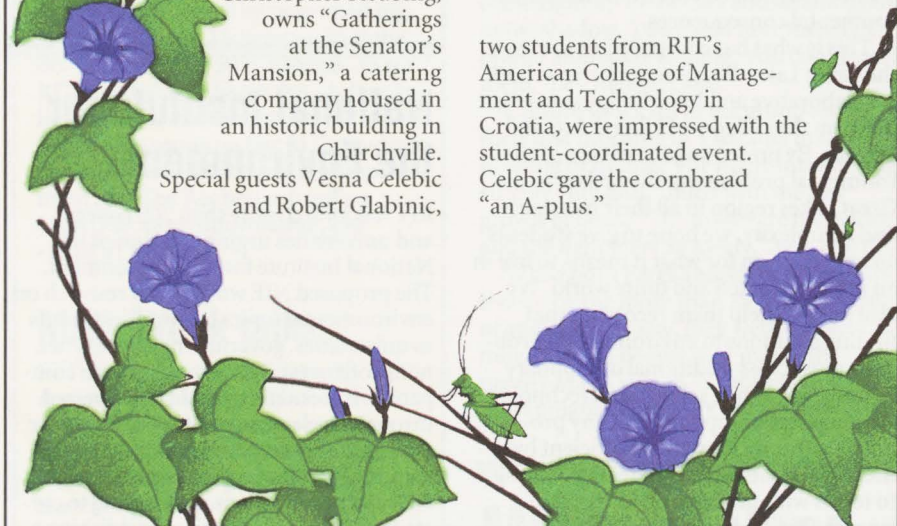 owns “Gatherings
at the Senator’s
Mansion,” a catering
company housed in
an historic building in
Churchville.
Special guests Vesna Celebic
and Robert Glabinic,
two students from RIT’s
American College of Manage-
ment and Technology in
Croatia, were impressed with the
student-coordinated event.
Celebic gave the cornbread
“an A-plus.”